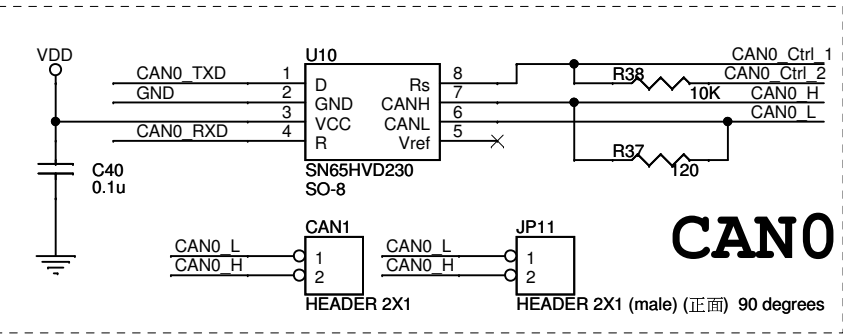 VDD
U10
CAN0_TXD 1 D Rs 8 CAN0_Ctrl_1
R38 CAN0_Ctrl_2
GND 2 GND CANH 7 10K CAN0_H
3 VCC CANL 6 CAN0_L
CAN0_RXD 4 R Vref 5
R37 120
C40
0.1u
SN65HVD230
SO-8
CAN1 JP11
CAN0
CAN0_L 1 CAN0_L 1
CAN0_H 2 CAN0_H 2
HEADER 2X1 HEADER 2X1 (male) (正面) 90 degrees